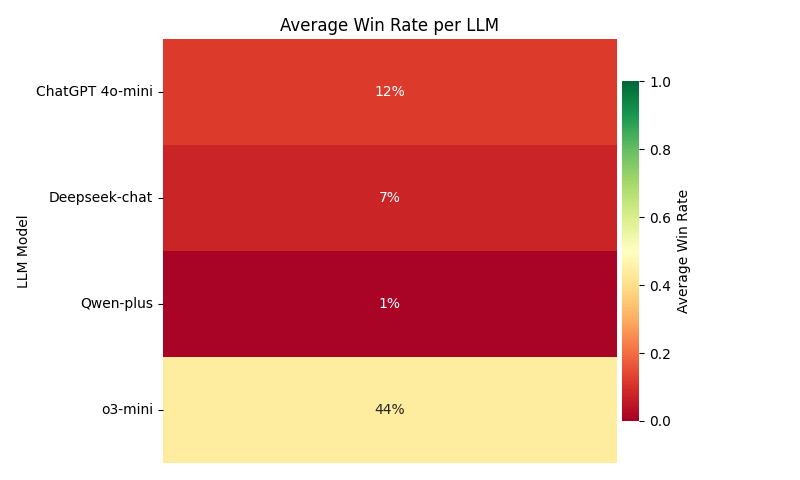 Average Win Rate per LLM
LLM Model
ChatGPT 4o-mini
12%
Deepseek-chat
7%
Qwen-plus
1%
o3-mini
44%
1.0
0.8
0.6
0.4
0.2
0.0
Average Win Rate